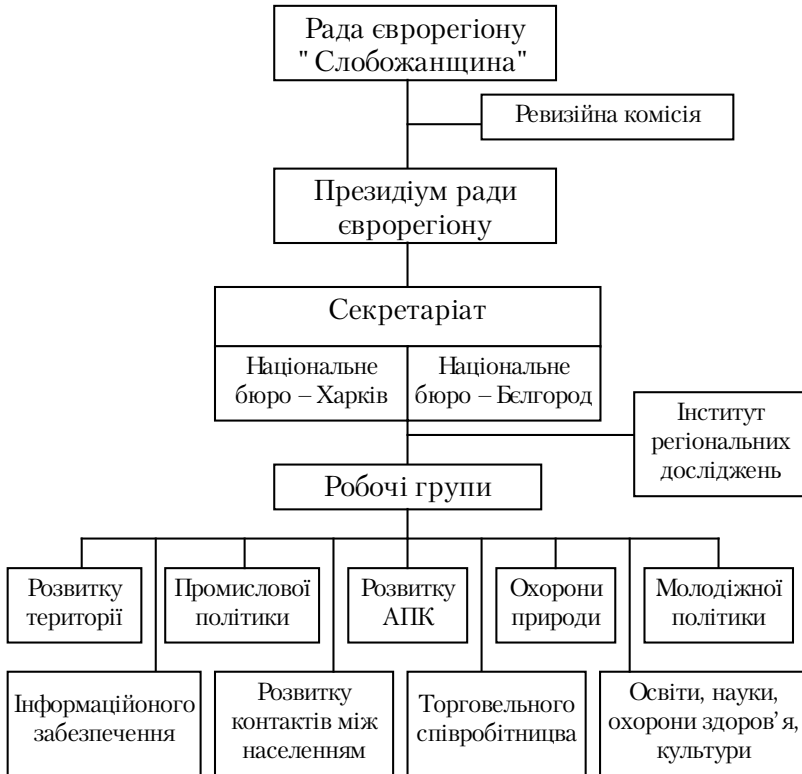 Рада єврорегіону
" Слобожанщина"
Ревизійна комісія
Президіум ради
єврорегіону
Секретаріат
Національне
бюро – Харків
Національне
бюро – Бєлгород
Інститут
регіональних
досліджень
Робочі групи
Розвитку
території
Промислової
політики
Розвитку
АПК
Охорони
природи
Молодіжної
політики
Інформаційоного
забезпечення
Розвитку
контактів між
населенням
Торговельного
співробітницва
Освіти, науки,
охорони здоров’я,
культури